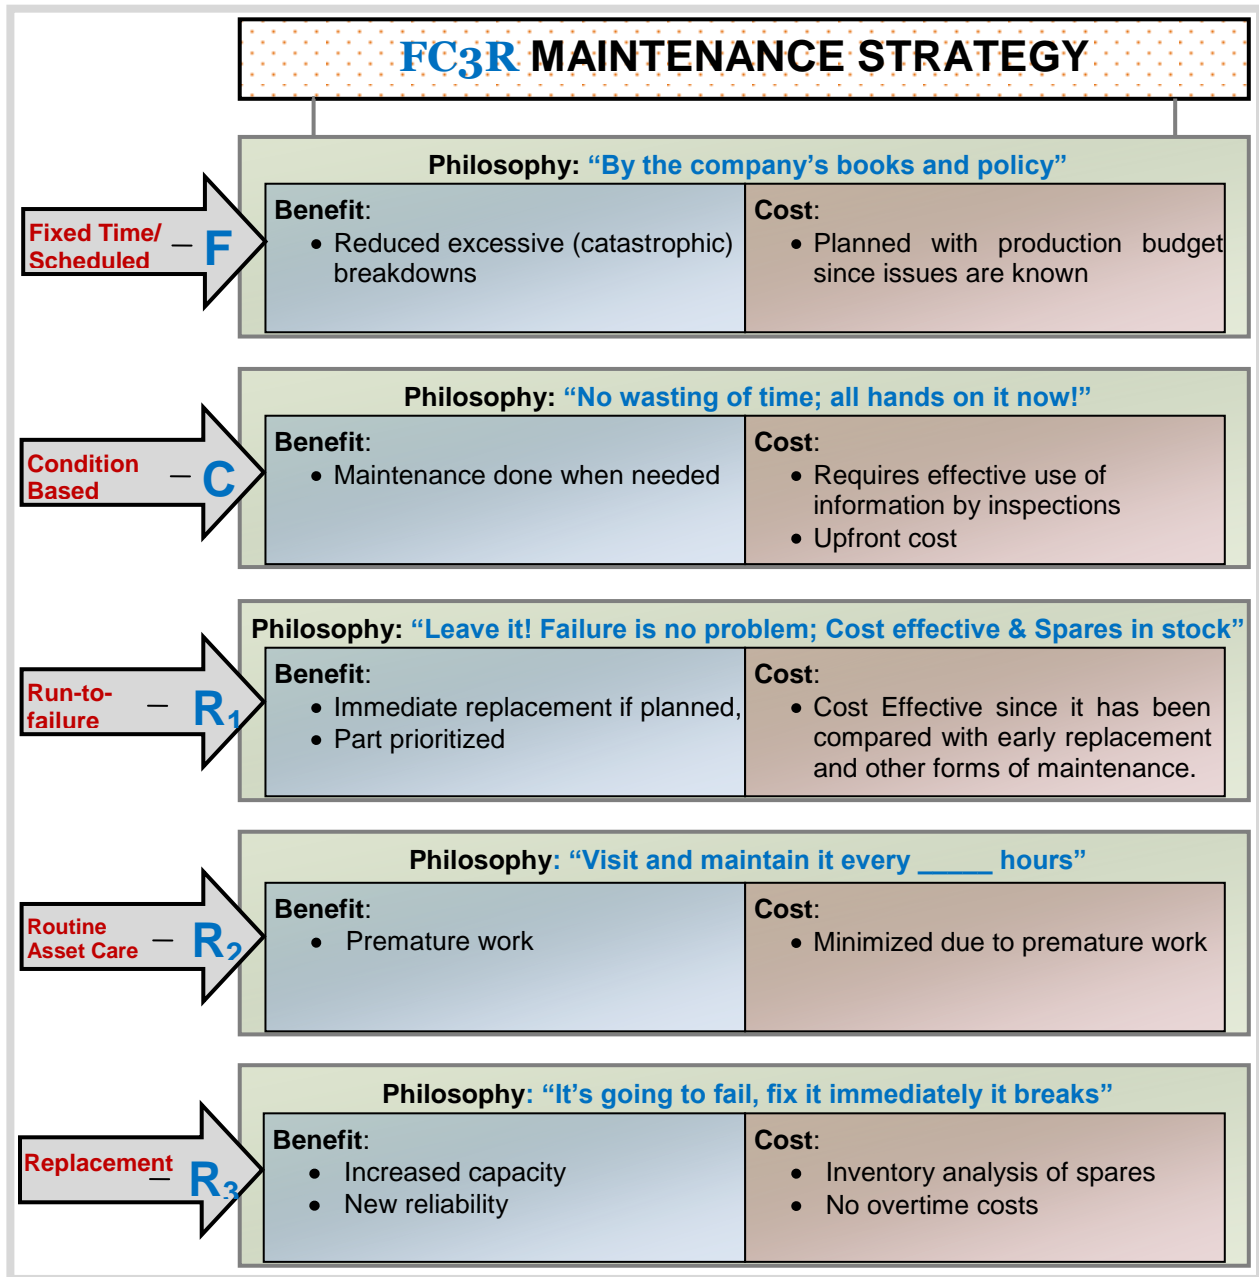 FC3R MAINTENANCE STRATEGY
Fixed Time/
Scheduled
– F
Philosophy: “By the company’s books and policy”
Benefit:
• Reduced excessive (catastrophic)
breakdowns
Cost:
• Planned with production budget
since issues are known
Condition
Based
– C
Philosophy: “No wasting of time; all hands on it now!”
Benefit:
• Maintenance done when needed
Cost:
• Requires effective use of
information by inspections
• Upfront cost
Run-to-
failure
– R1
Philosophy: “Leave it! Failure is no problem; Cost effective & Spares in stock”
Benefit:
• Immediate replacement if planned,
• Part prioritized
Cost:
• Cost Effective since it has been
compared with early replacement
and other forms of maintenance.
Routine
Asset Care
– R2
Philosophy: “Visit and maintain it every _____ hours”
Benefit:
• Premature work
Cost:
• Minimized due to premature work
Replacement
– R3
Philosophy: “It’s going to fail, fix it immediately it breaks”
Benefit:
• Increased capacity
• New reliability
Cost:
• Inventory analysis of spares
• No overtime costs